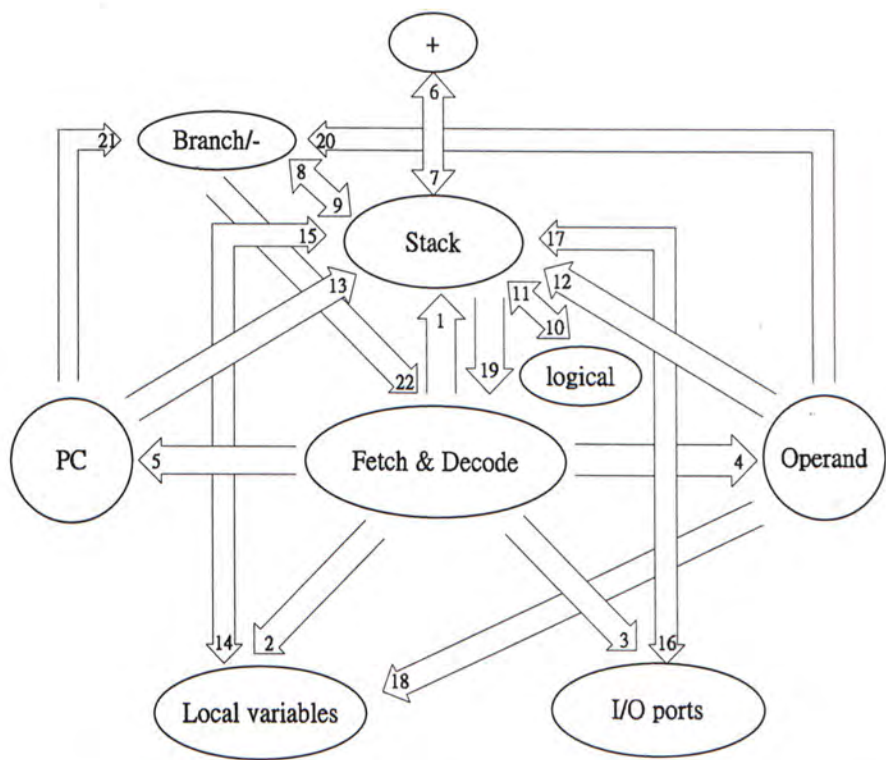 +
6
21
Branch/-
20
8
7
9
15
Stack
17
13
11
12
1
10
19
22
logical
PC
5
Fetch & Decode
4
Operand
14
2
3
16
18
Local variables
I/O ports